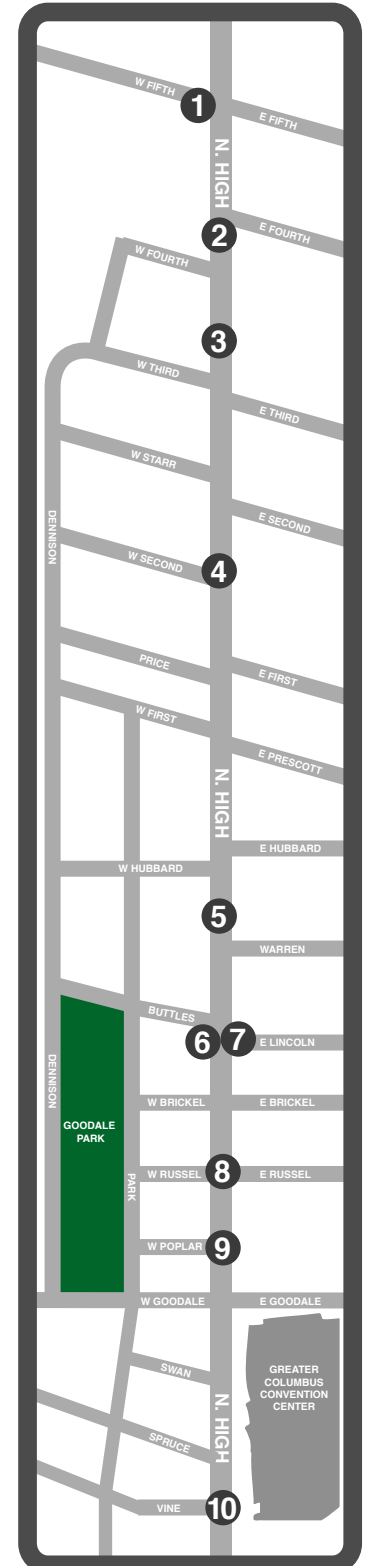 W FIFTH
1
E FIFTH
N. HIGH
E FOURTH
2
W FOURTH
3
W THIRD
E THIRD
W STARR
E SECOND
DENNISON
W SECOND
4
PRICE
E FIRST
W FIRST
E PRESCOTT
N. HIGH
E HUBBARD
W HUBBARD
5
WARREN
BUTTLES
6
7
E LINCOLN
DENNISON
W BRICKEL
E BRICKEL
GOODALE
PARK
PARK
W RUSSEL
8
E RUSSEL
W POPLAR
9
W GOODALE
E GOODALE
SWAN
GREATER
COLUMBUS
CONVENTION
CENTER
N. HIGH
SPRUCE
VINE
10